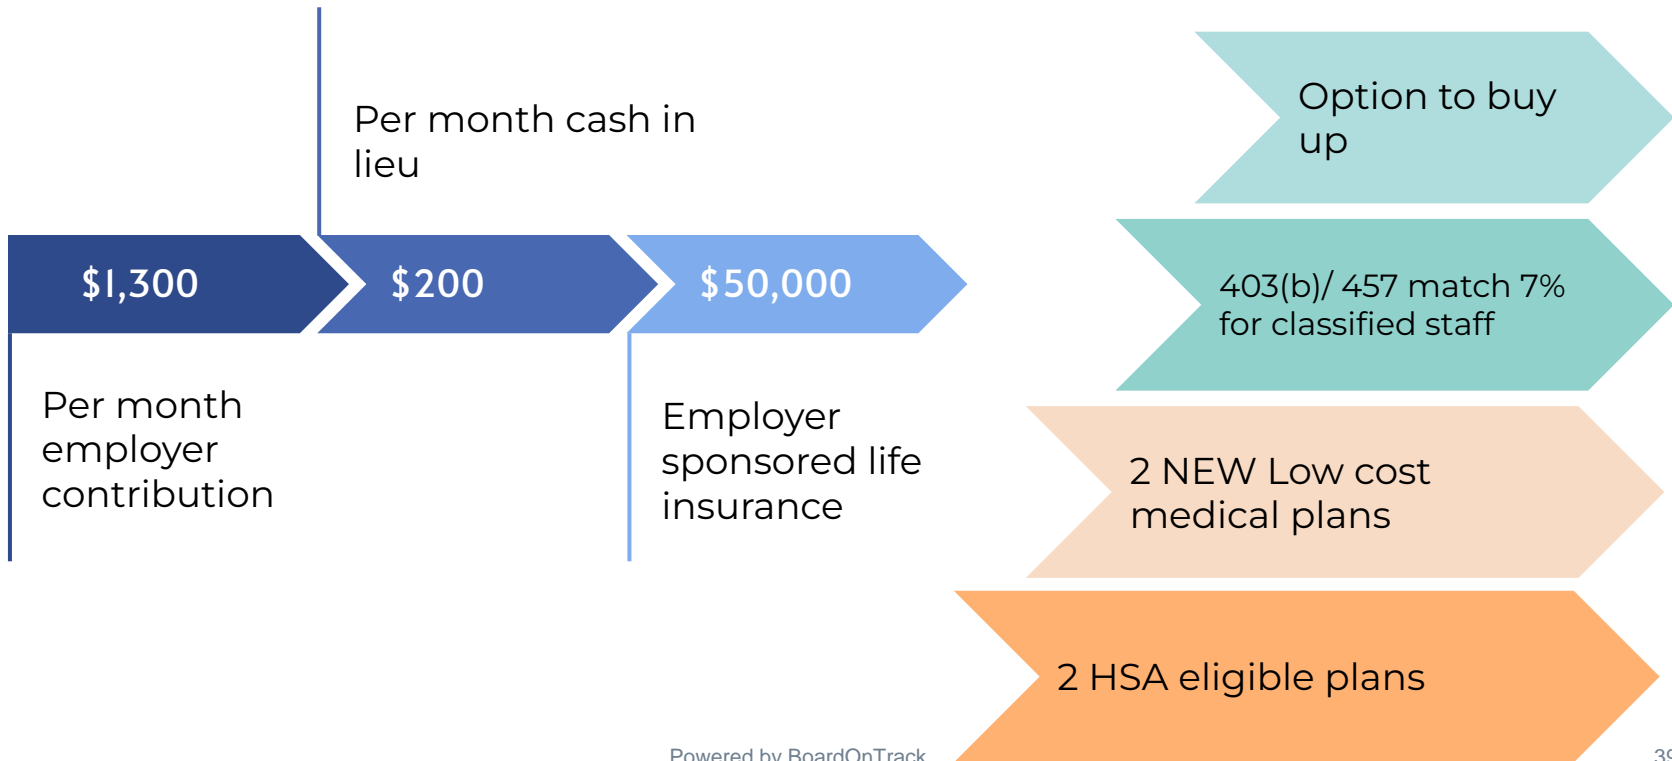 Per month cash in
lieu
$1,300
$200
$50,000
Per month
employer
contribution
Employer
sponsored life
insurance
Option to buy
up
403(b)/ 457 match 7%
for classified staff
2 NEW Low cost
medical plans
2 HSA eligible plans
Powered by BoardOnTrack
39